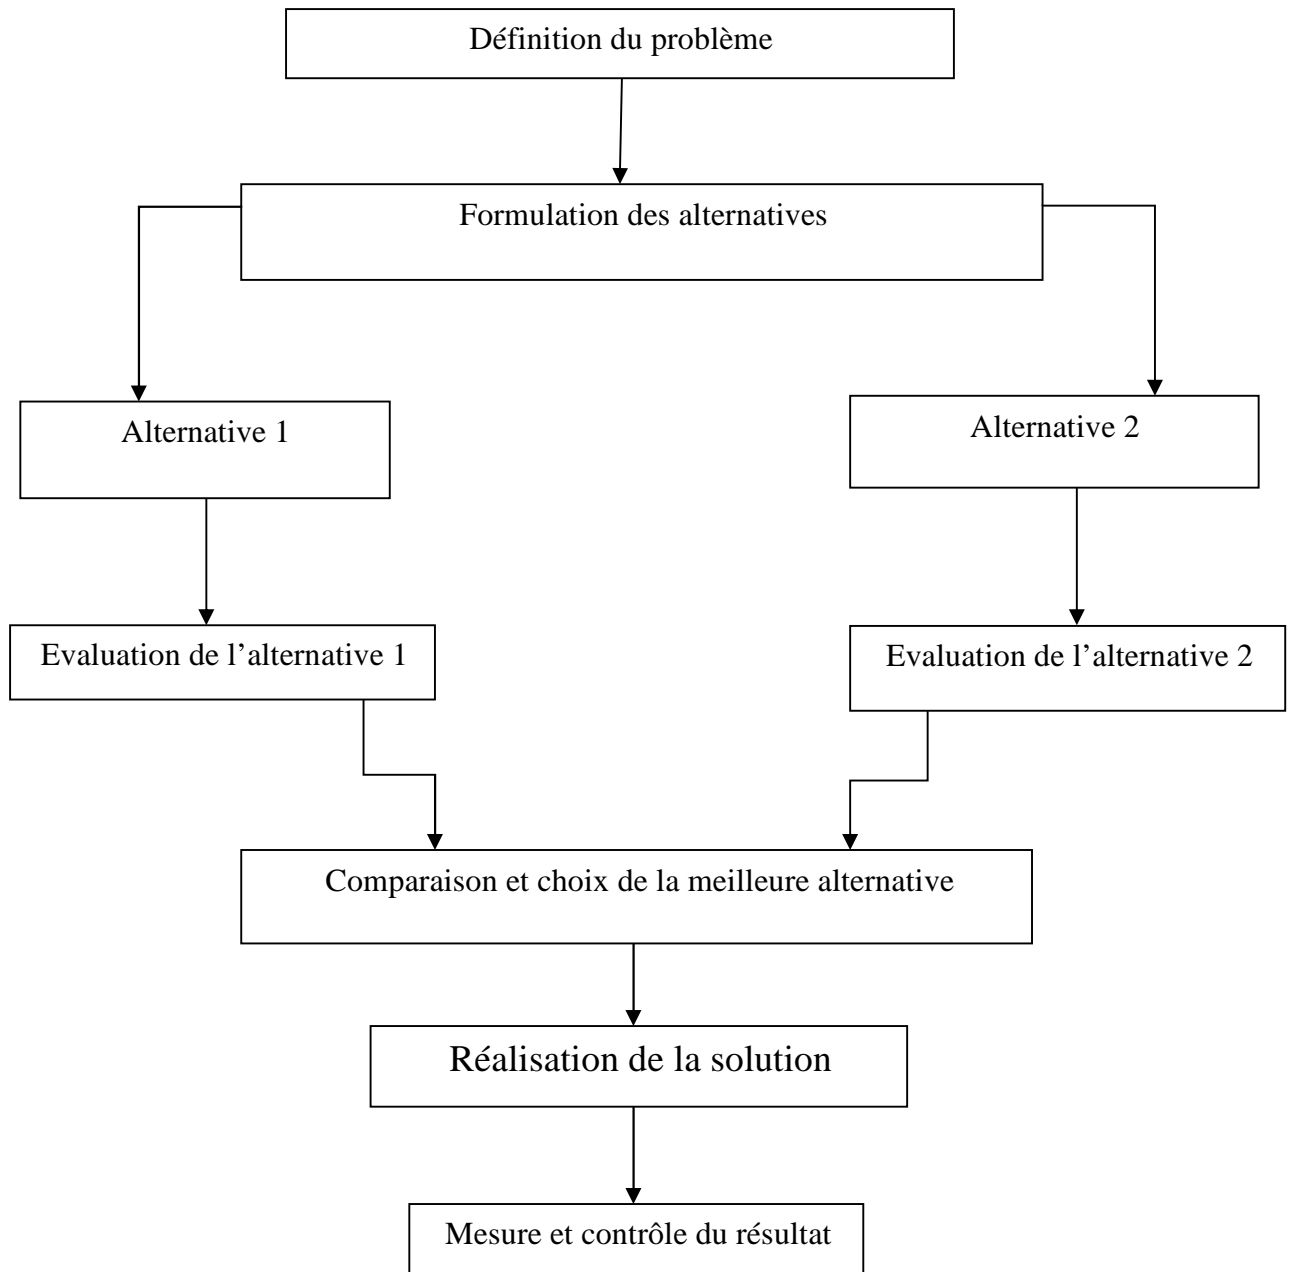 Définition du problème
Formulation des alternatives
Alternative 1
Alternative 2
Evaluation de l’alternative 1
Evaluation de l’alternative 2
Comparaison et choix de la meilleure alternative
Réalisation de la solution
Mesure et contrôle du résultat